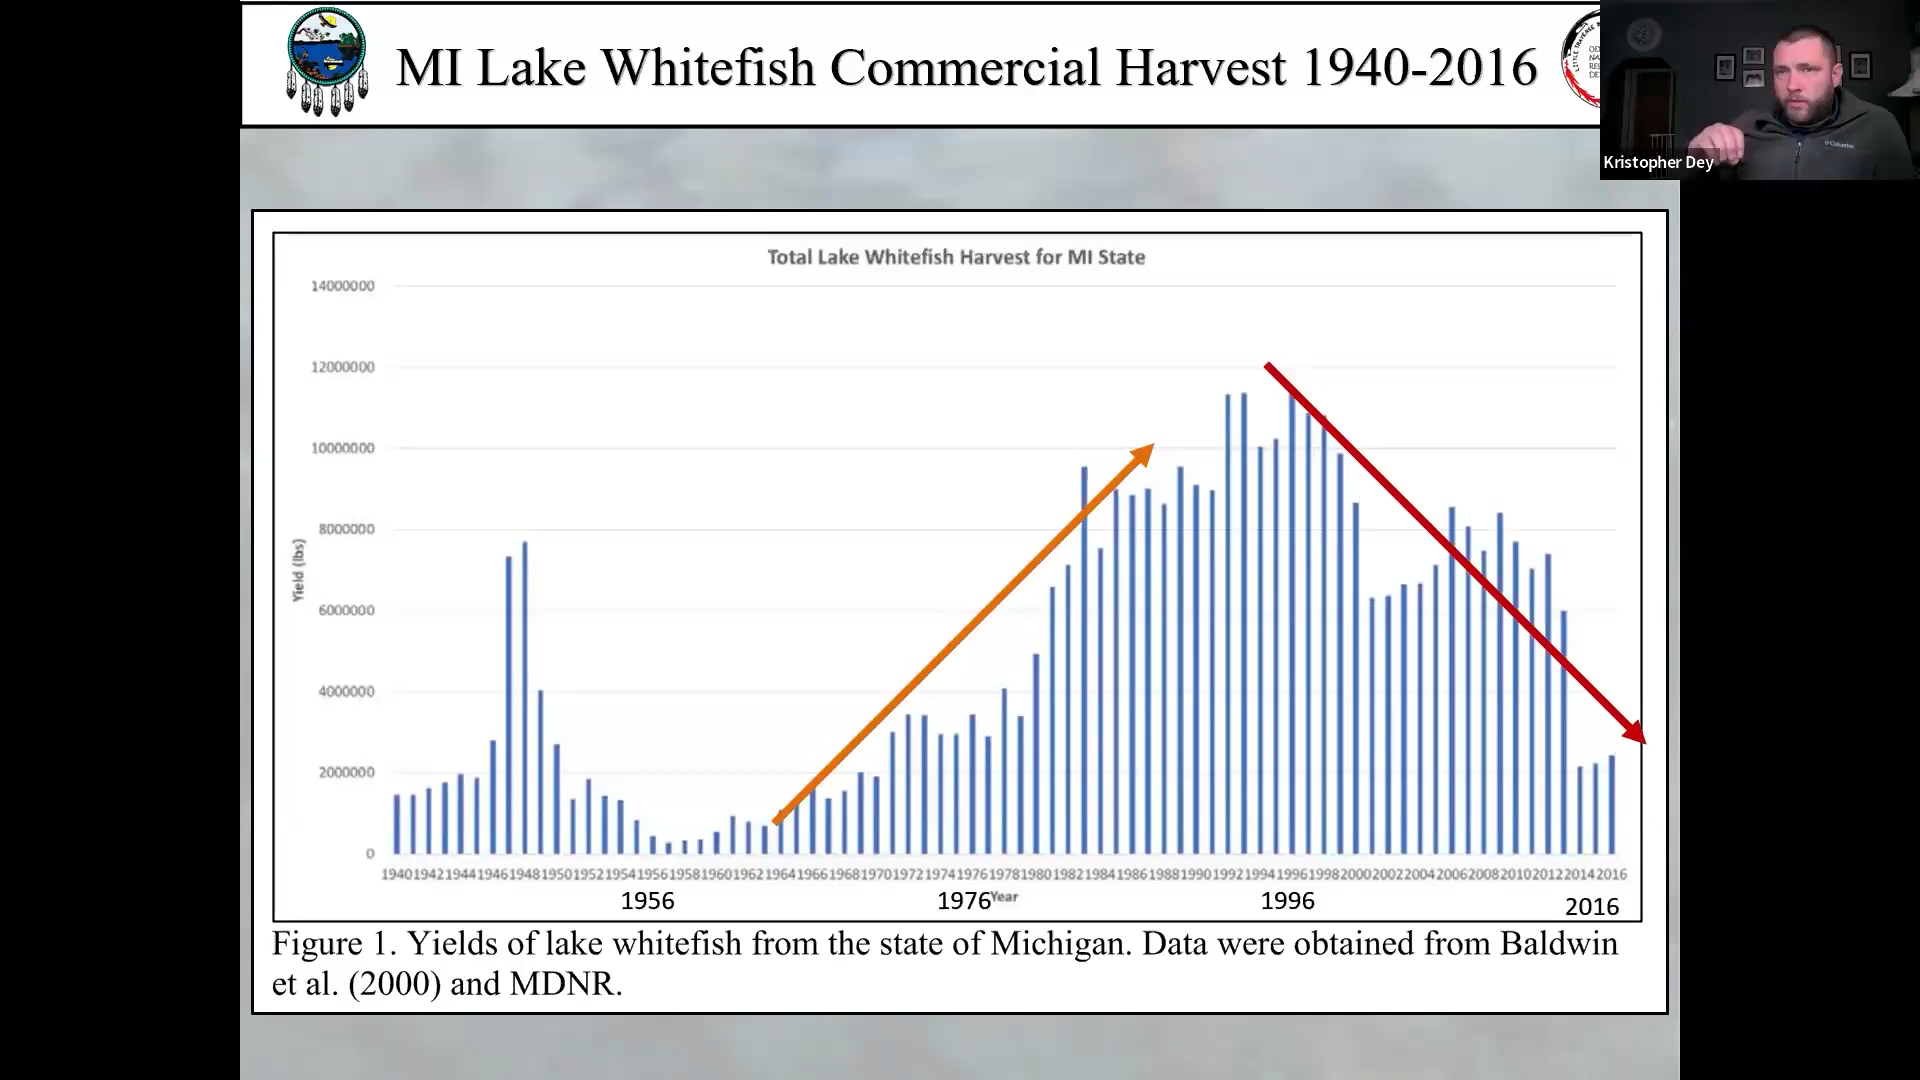 MI Lake Whitefish Commercial Harvest 1940-2016
Kristopher Dey
Columbia
Total Lake Whitefish Harvest for MI State
14000000
12000000
10000000
8000000
6000000
4000000
2000000
0
Yield (lbs)
1940 1942 1944 1946 1948 1950 1952 1954 1956 1958 1960 1962 1964 1966 1968 1970 1972 1974 1976 1978 1980 1982 1984 1986 1988 1990 1992 1994 1996 1998 2000 2002 2004 2006 2008 2010 2012 2014 2016
1956 1976 Year 1996 2016
Figure 1. Yields of lake whitefish from the state of Michigan. Data were obtained from Baldwin
et al. (2000) and MDNR.